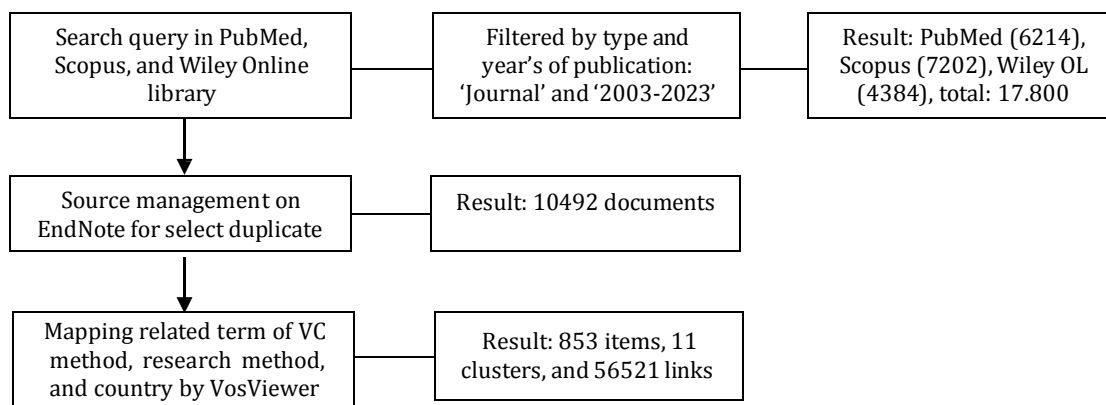 Search query in PubMed,
Scopus, and Wiley Online
library
Filtered by type and
year’s of publication:
‘Journal’ and ‘2003-2023’
Result: PubMed (6214),
Scopus (7202), Wiley OL
(4384), total: 17.800
Source management on
EndNote for select duplicate
Result: 10492 documents
Mapping related term of VC
method, research method,
and country by VosViewer
Result: 853 items, 11
clusters, and 56521 links